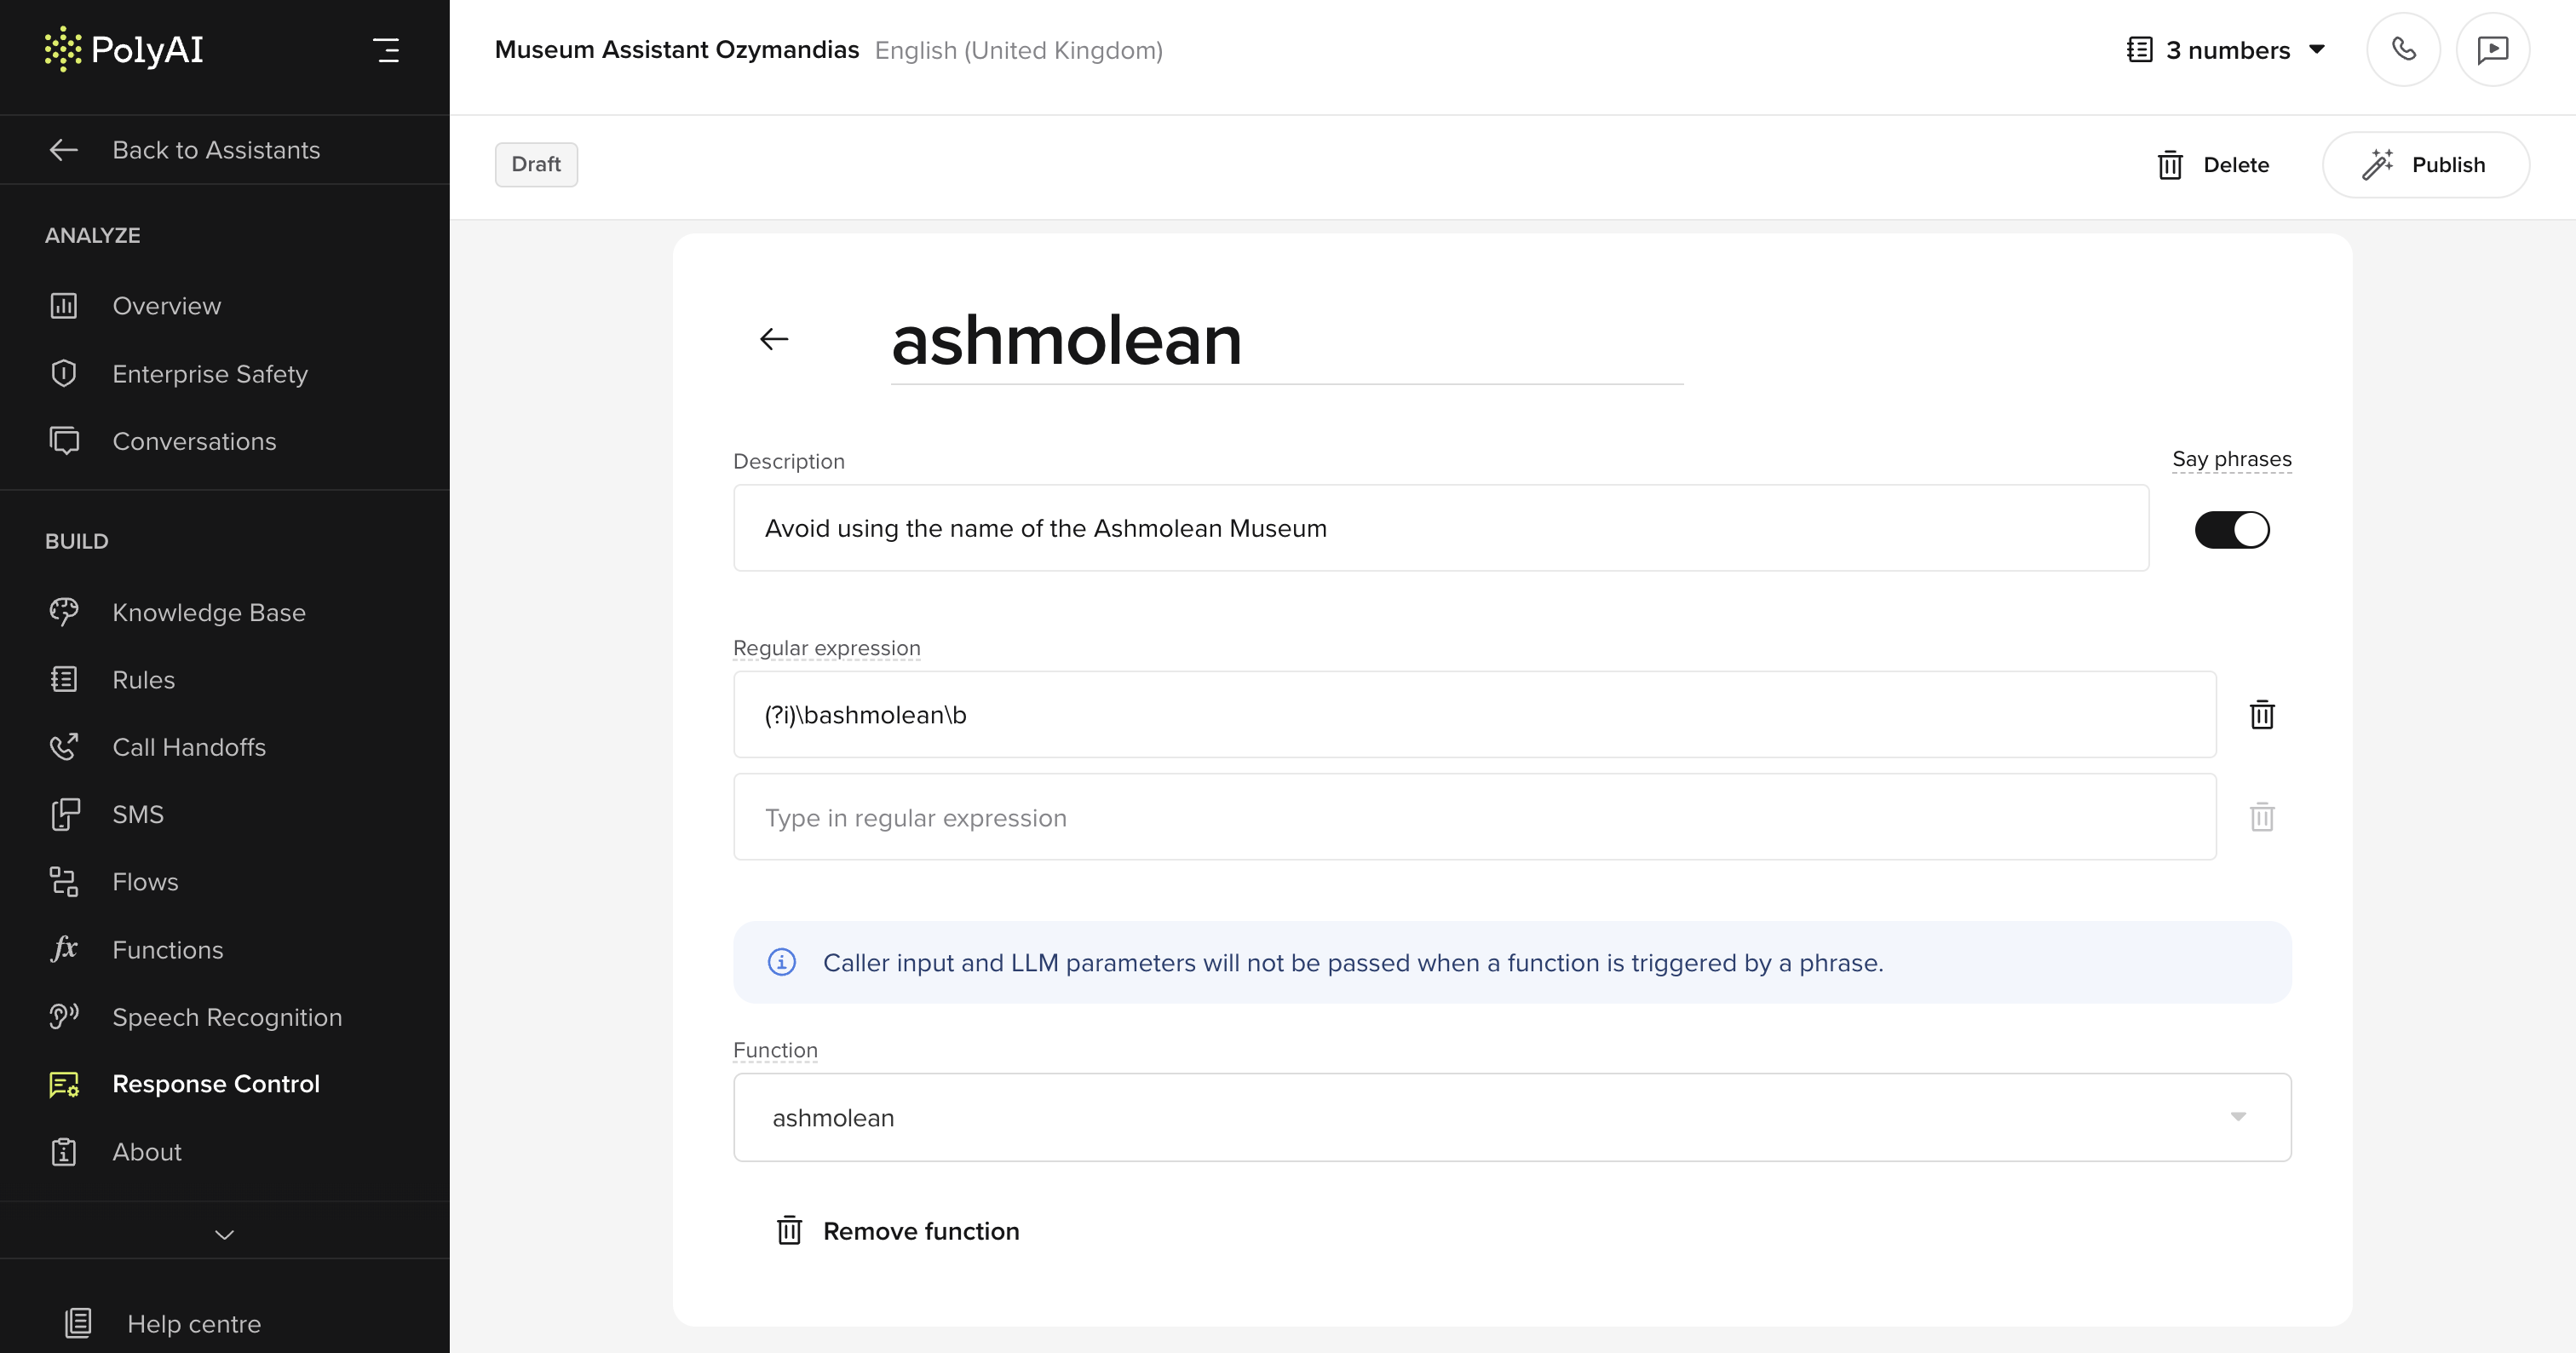 PolyAI
Back to Assistants
ANALYZE
Overview
Enterprise Safety
Conversations
BUILD
Knowledge Base
Rules
Call Handoffs
SMS
Flows
Functions
Speech Recognition
Response Control
About
Help centre
Museum Assistant Ozymandias English (United Kingdom)
3 numbers
Draft
Delete
Publish
ashmolean
Description
Say phrases
Avoid using the name of the Ashmolean Museum
Regular expression
(?i)\bashmolean\b
Type in regular expression
Caller input and LLM parameters will not be passed when a function is triggered by a phrase.
Function
ashmolean
Remove function